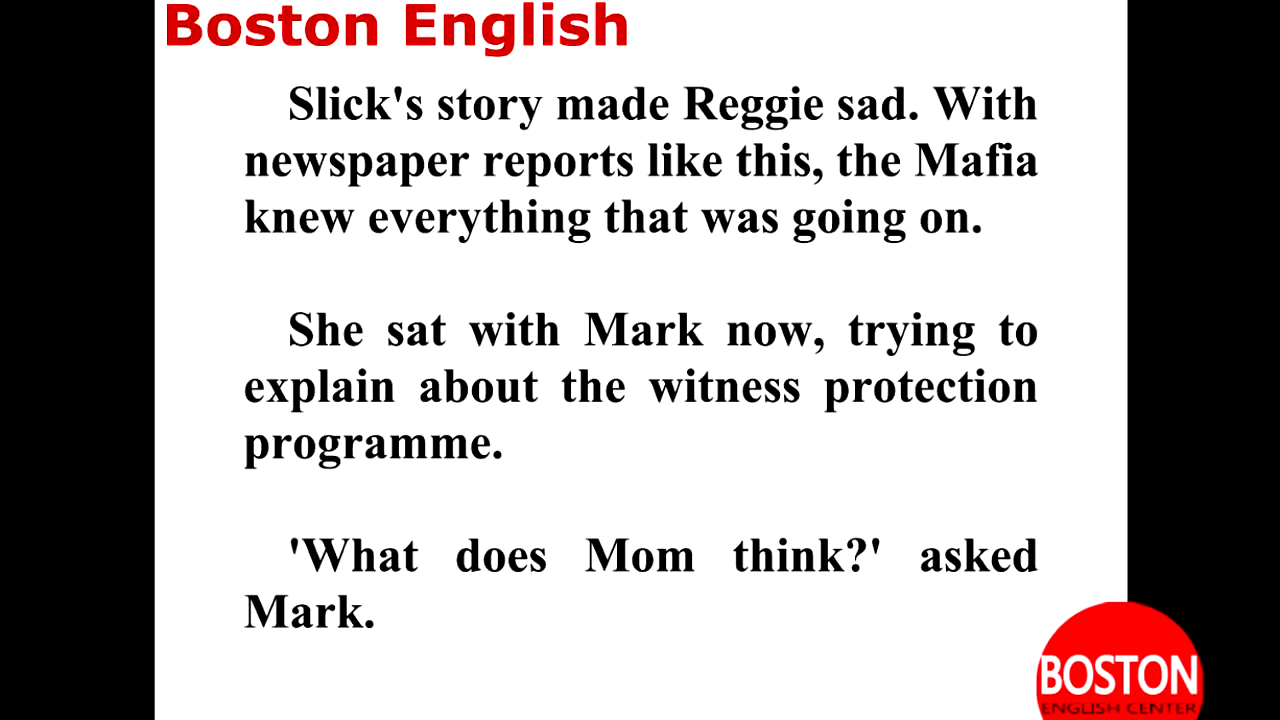 Boston English
Slick's story made Reggie sad. With
newspaper reports like this, the Mafia
knew everything that was going on.
She sat with Mark now, trying to
explain about the witness protection
programme.
'What does Mom think?' asked
Mark.
BOSTON
ENGLISH CENTER